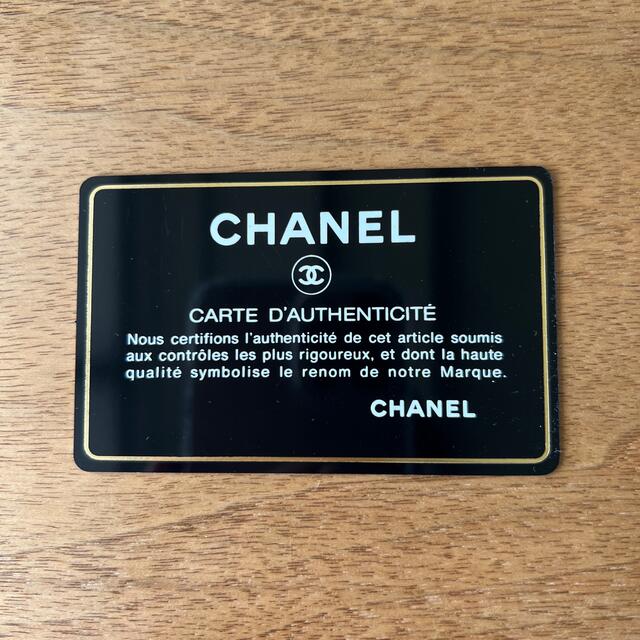 CHANEL
CARTE D'AUTHENTICITÉ
Nous certifions l'authenticité de cet article soumis
aux contrôles les plus rigoureux, et dont la haute
qualité symbolise le renom de notre Marque.
CHANEL